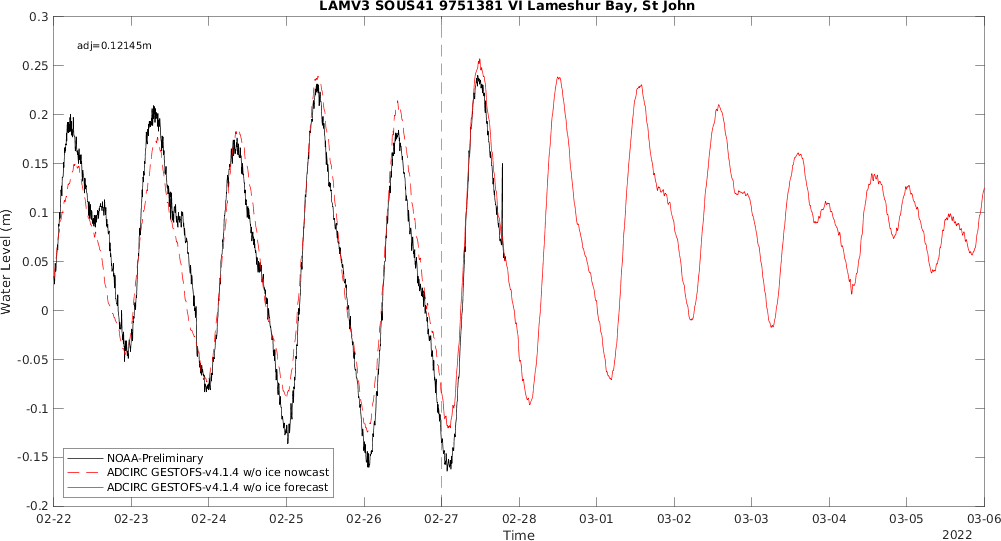 LAMV3 SOUS41 9751381 VI Lameshur Bay, St John
adj=0.12145m
0.3
0.25
0.2
0.15
0.1
0.05
0
-0.05
-0.1
-0.15
-0.2
Water Level (m)
NOAA-Preliminary
ADCIRC GESTOFS-v4.1.4 w/o ice nowcast
ADCIRC GESTOFS-v4.1.4 w/o ice forecast
02-22 02-23 02-24 02-25 02-26 02-27 02-28 03-01 03-02 03-03 03-04 03-05 03-06
Time
2022